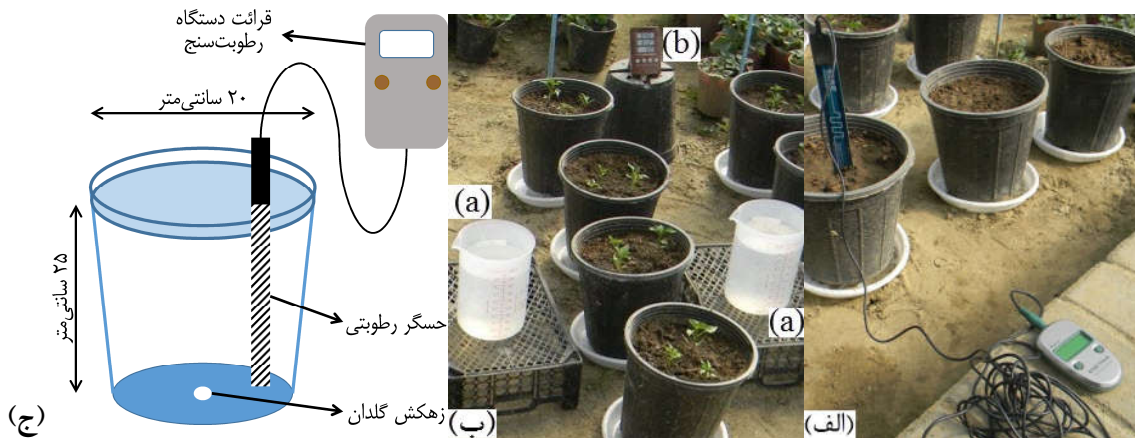 قرائت دستگاه
رطوبت‌سنج
۲۰ سانتی‌متر
۲۵ سانتی‌متر
حسگر رطوبتی
زهکش گلدان
(ج)
(b)
(a)
(a)
(ب)
(الف)